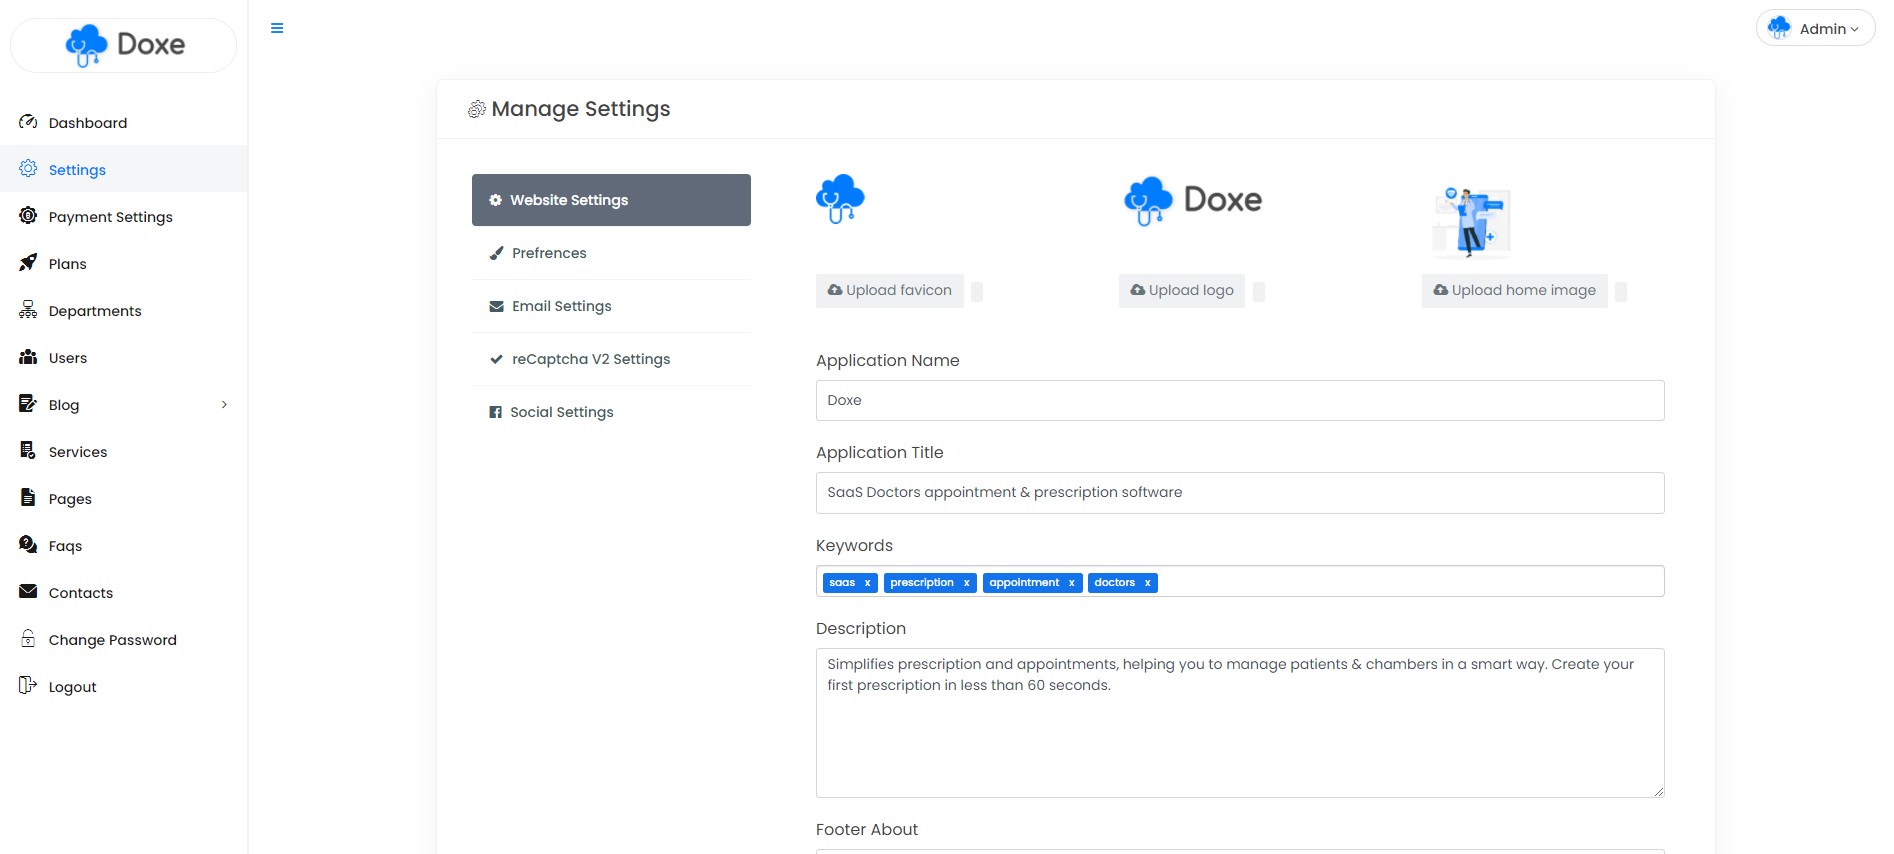 Doxe
Admin
Dashboard
Settings
Payment Settings
Plans
Departments
Users
Blog
Services
Pages
Faqs
Contacts
Change Password
Logout
Manage Settings
Website Settings
Prefrences
Email Settings
reCaptcha V2 Settings
Social Settings
Doxe
Upload favicon
Upload logo
Upload home image
Application Name
Doxe
Application Title
SaaS Doctors appointment & prescription software
Keywords
saas x prescription x appointment x doctors x
Description
Simplifies prescription and appointments, helping you to manage patients & chambers in a smart way. Create your
first prescription in less than 60 seconds.
Footer About